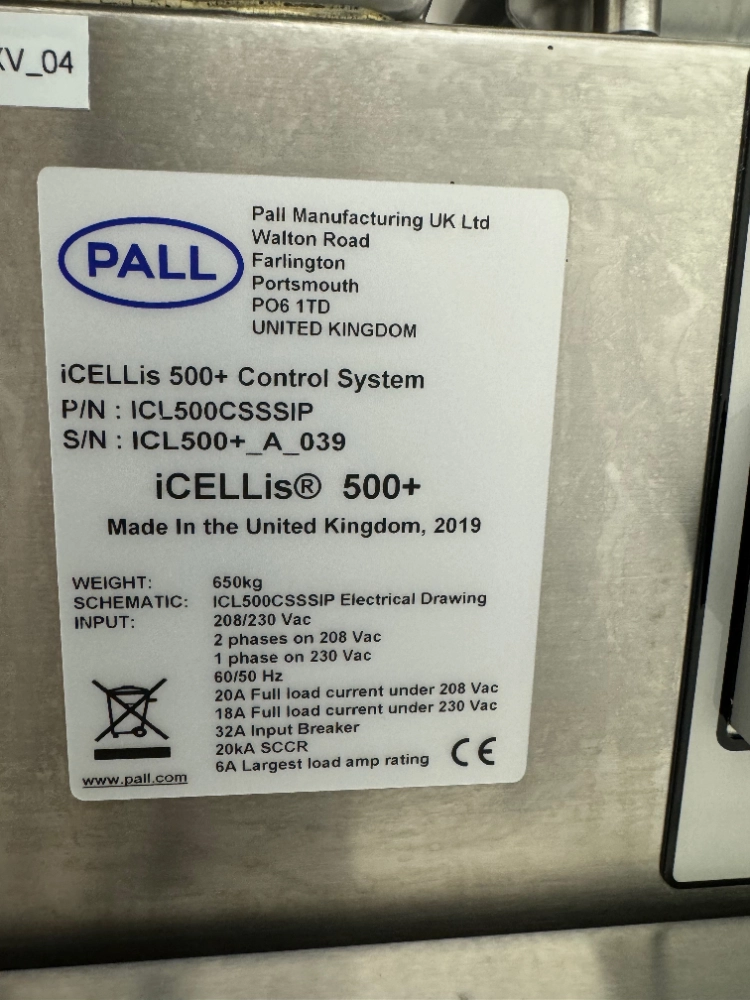 XV_04
PALL
Pall Manufacturing UK Ltd
Walton Road
Farlington
Portsmouth
PO6 1TD
UNITED KINGDOM
iCELLis 500+ Control System
P/N : ICL500CSSSIP
S/N : ICL500+_A_039
iCELLis® 500+
Made In the United Kingdom, 2019
WEIGHT: 650kg
SCHEMATIC: ICL500CSSSIP Electrical Drawing
INPUT: 208/230 Vac
2 phases on 208 Vac
1 phase on 230 Vac
60/50 Hz
20A Full load current under 208 Vac
18A Full load current under 230 Vac
32A Input Breaker
20kA SCCR
6A Largest load amp rating
CE
www.pall.com